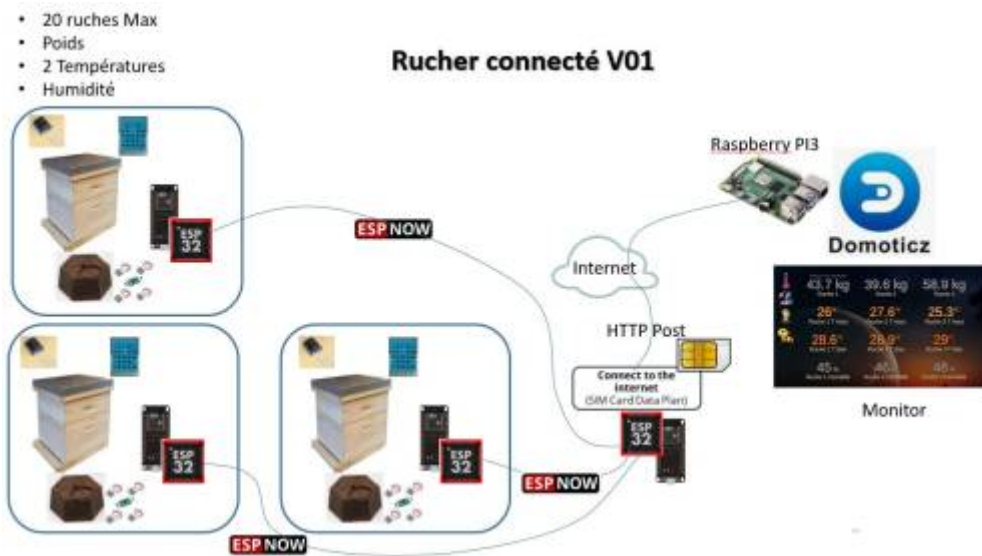 20 ruches Max
Poids
2 Températures
Humidité
Rucher connecté V01
Raspberry PI3
Domoticz
ESP NOW
Internet
HTTP Post
Connect to the
internet
(SIM Card Data Plan)
43.7 kg 39.6 kg 58.9 kg
26° 27.6° 25.3°
28.6° 28.9° 29°
45 46 46
Monitor
ESP
32
ESP
32
ESP
32
ESP
32
ESP NOW
ESP NOW